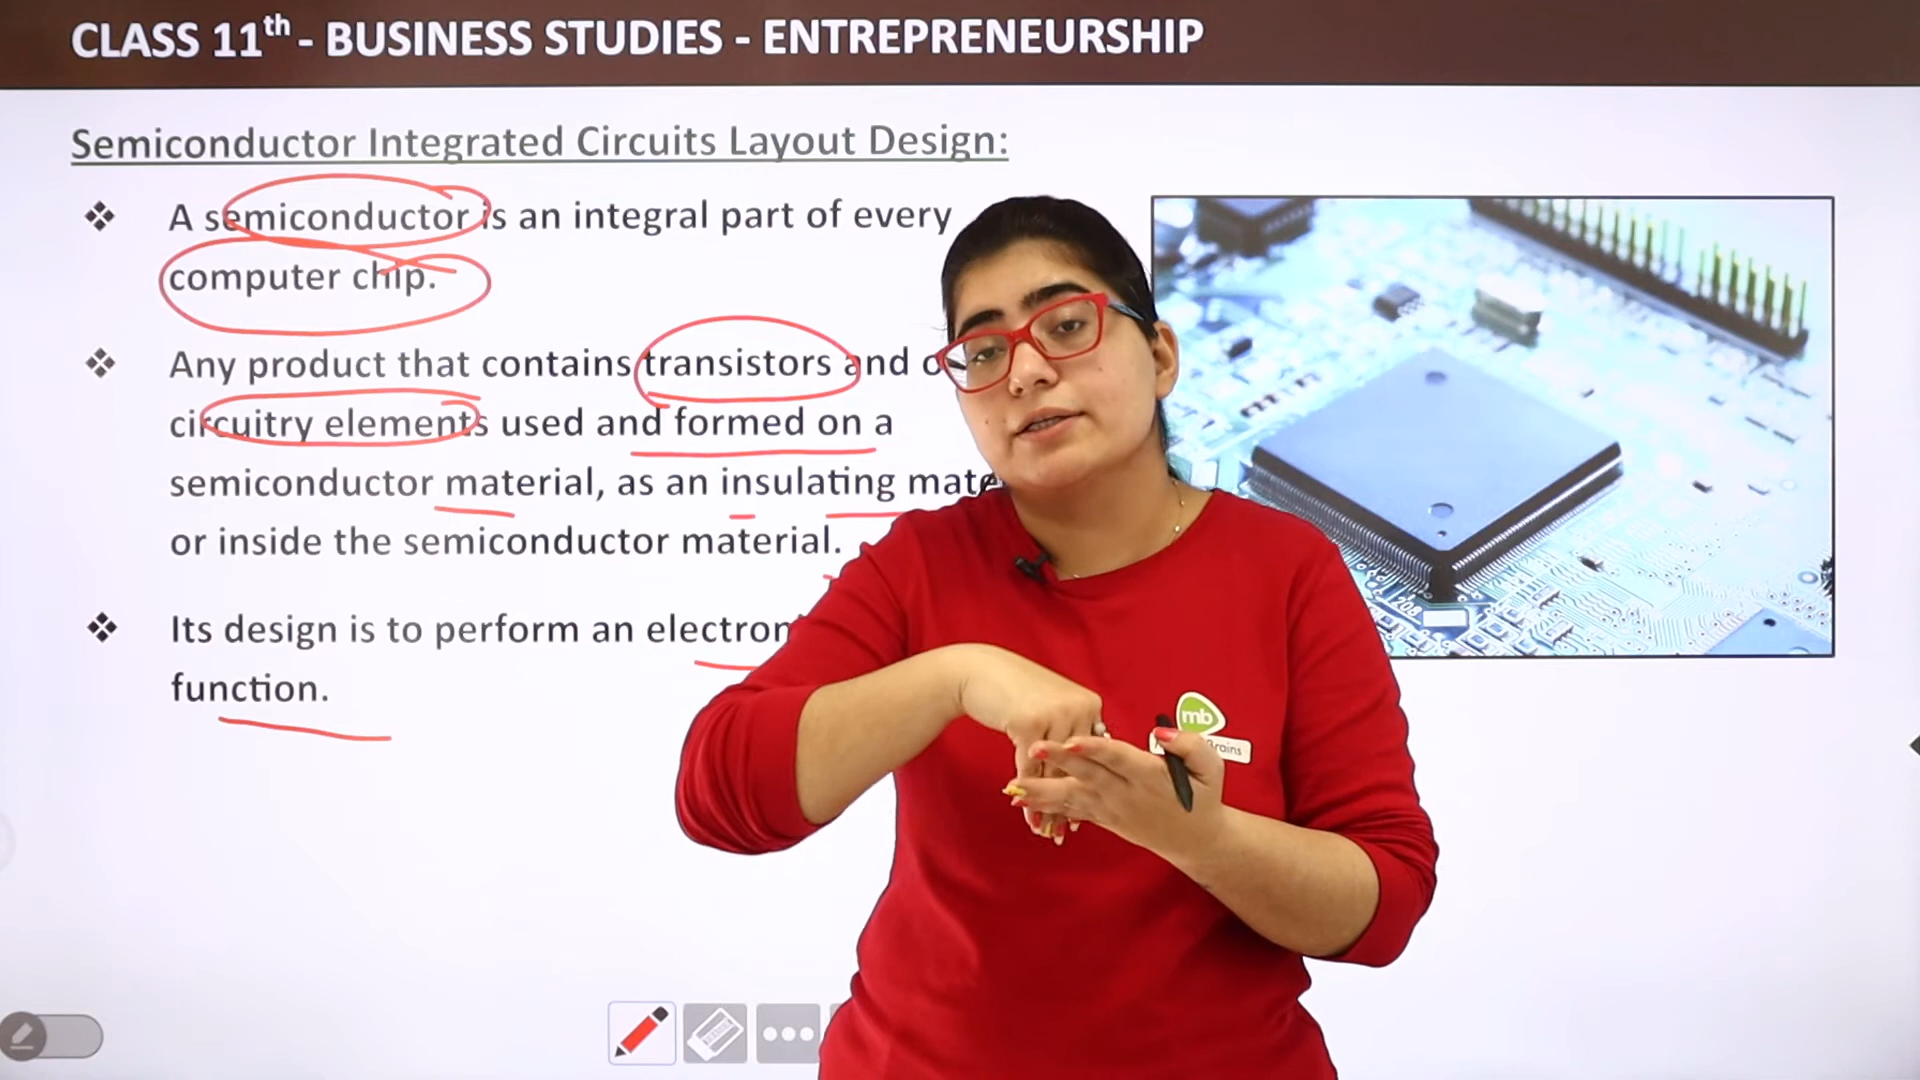 CLASS 11th - BUSINESS STUDIES - ENTREPRENEURSHIP
Semiconductor Integrated Circuits Layout Design:
❖ A semiconductor is an integral part of every
computer chip.
❖ Any product that contains transistors and
circuitry elements used and formed on a
semiconductor material, as an insulating
or inside the semiconductor material.
❖ Its design is to perform an
function.
mb